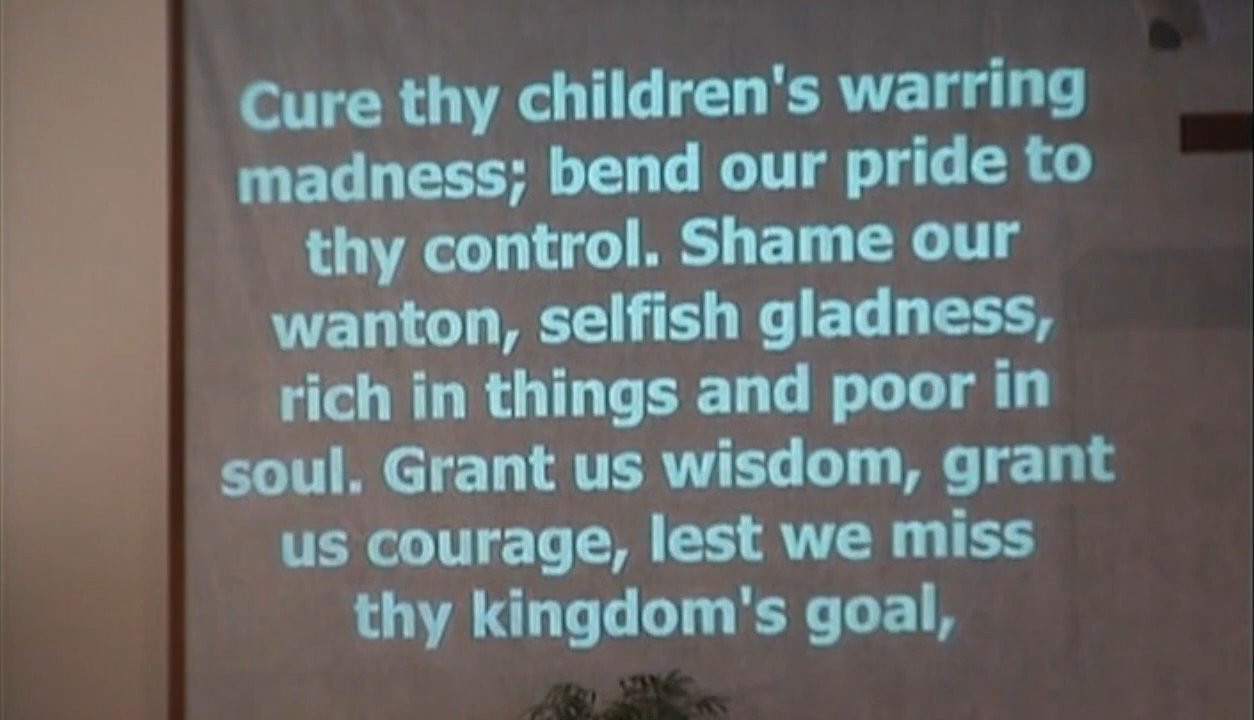 Cure thy children's warring
madness; bend our pride to
thy control. Shame our
wanton, selfish gladness,
rich in things and poor in
soul. Grant us wisdom, grant
us courage, lest we miss
thy kingdom's goal,